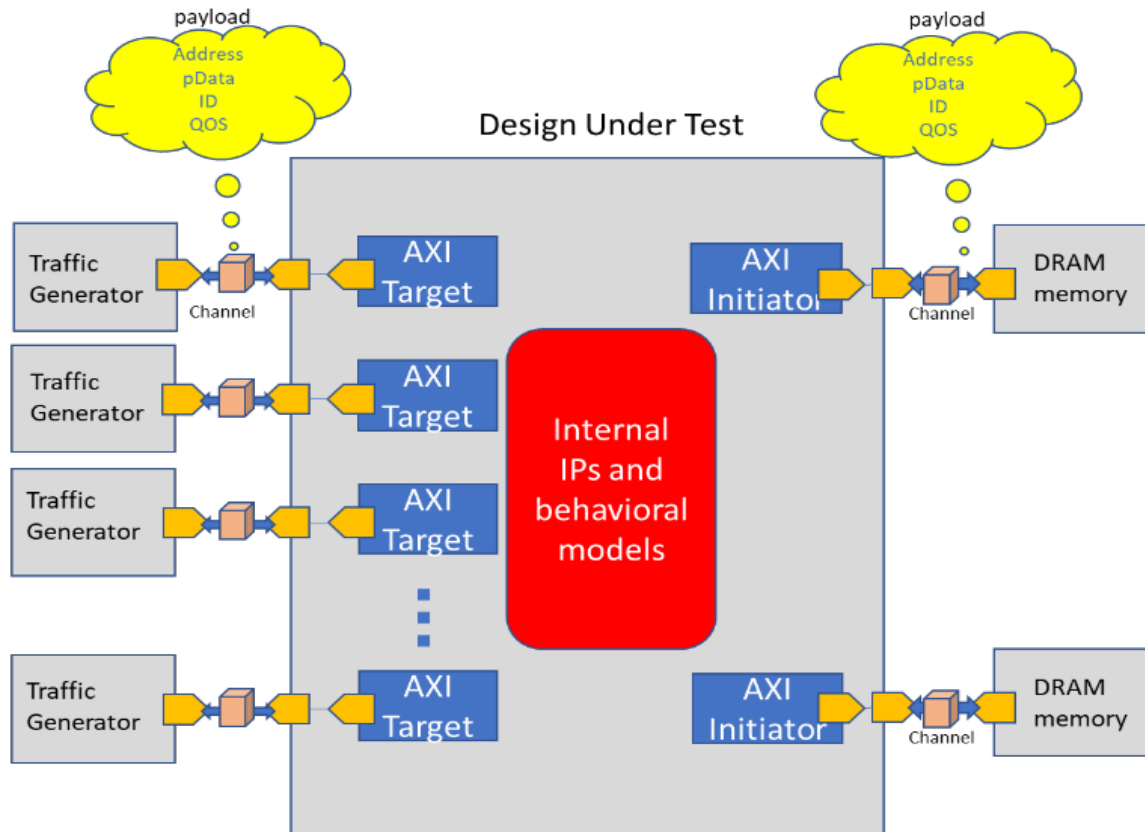 payload
Address
pData
ID
QOS
payload
Address
pData
ID
QOS
Design Under Test
Traffic
Generator
Channel
AXI
Target
AXI
Initiator
Channel
DRAM
memory
Traffic
Generator
AXI
Target
Internal
IPs and
behavioral
models
Traffic
Generator
AXI
Target
Traffic
Generator
AXI
Target
AXI
Initiator
Channel
DRAM
memory